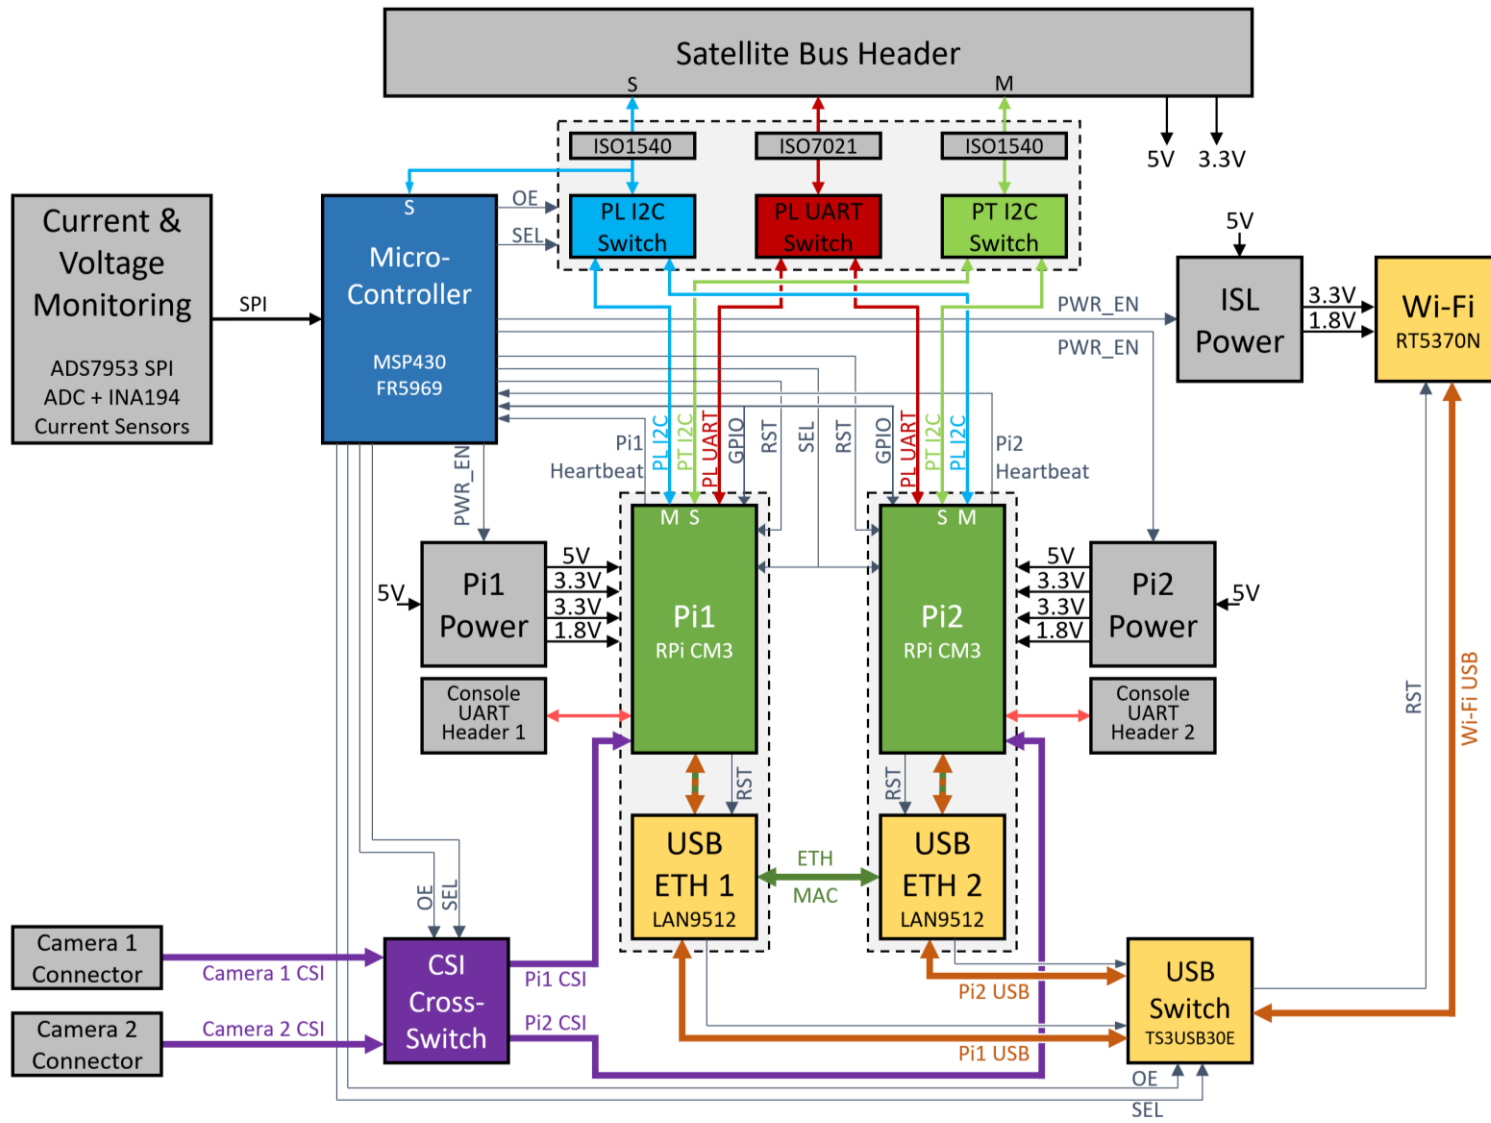 Satellite Bus Header
S
M
ISO1540
ISO7021
ISO1540
5V
3.3V
Current &
Voltage
Monitoring
ADS7953 SPI
ADC + INA194
Current Sensors
SPI
S
Micro-
Controller
MSP430
FR5969
OE
SEL
PL I2C
Switch
PL UART
Switch
PT I2C
Switch
5V
ISL
Power
3.3V
1.8V
Wi-Fi
RT5370N
PWR_EN
PWR_EN
PWR_EN
Pi1
Heartbeat
PL I2C
PT I2C
PL UART
GPIO
RST
SEL
RST
GPIO
PL UART
PT I2C
PL I2C
Pi2
Heartbeat
5V
Pi1
Power
5V
3.3V
3.3V
1.8V
M S
Pi1
RPi CM3
S M
Pi2
RPi CM3
5V
3.3V
3.3V
1.8V
Pi2
Power
5V
Console
UART
Header 1
Console
UART
Header 2
RST
RST
RST
Wi-Fi USB
USB
ETH 1
LAN9512
ETH
MAC
USB
ETH 2
LAN9512
OE
SEL
Camera 1
Connector
Camera 1 CSI
Camera 2
Connector
Camera 2 CSI
CSI
Cross-
Switch
Pi1 CSI
Pi2 CSI
Pi2 USB
Pi1 USB
USB
Switch
TS3USB30E
OE
SEL